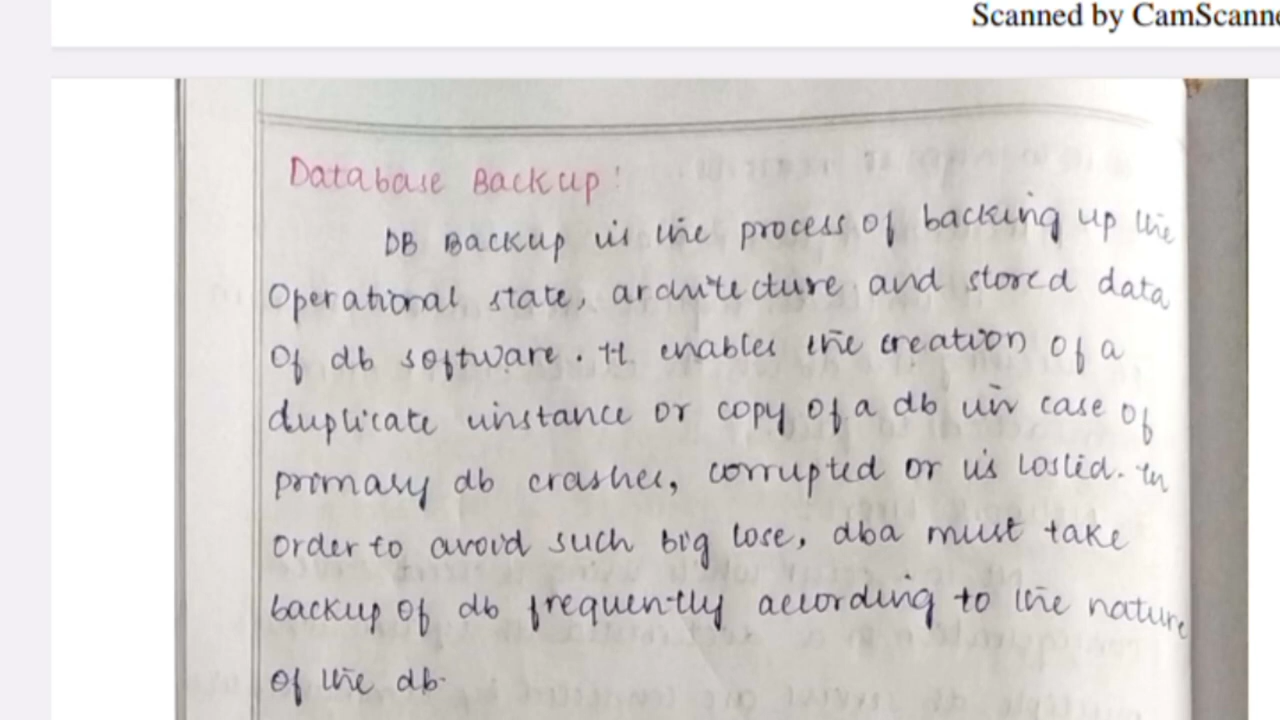 Scanned by CamScanne
Database Backup:
DB Backup is the process of backing up the
Operational state, architecture and stored data
Of db software. It enables the creation of a
duplicate instance or copy of a db in case of
primary db crashes, corrupted or is losted. In
order to avoid such big lose, dba must take
backup of db frequently according to the nature
of the db.